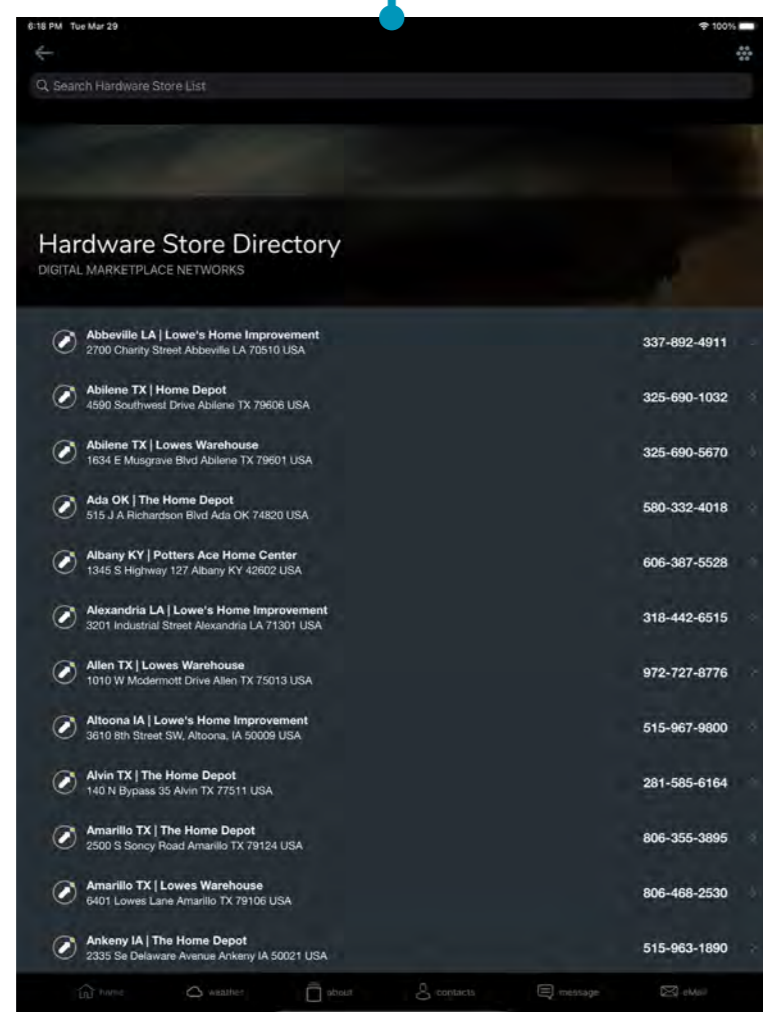 6:18 PM Tue Mar 29
100%
Search Hardware Store List
Hardware Store Directory
DIGITAL MARKETPLACE NETWORKS
Abbeville LA | Lowe's Home Improvement
2700 Charity Street Abbeville LA 70510 USA
337-892-4911
Abilene TX | Home Depot
4590 Southwest Drive Abilene TX 79606 USA
325-690-1032
Abilene TX | Lowes Warehouse
1634 E Musgrave Blvd Abilene TX 79601 USA
325-690-5670
Ada OK | The Home Depot
515 J A Richardson Blvd Ada OK 74820 USA
580-332-4018
Albany KY | Potters Ace Home Center
1345 S Highway 127 Albany KY 42602 USA
606-387-5528
Alexandria LA | Lowe's Home Improvement
3201 Industrial Street Alexandria LA 71301 USA
318-442-6515
Allen TX | Lowes Warehouse
1010 W Mcdermott Drive Allen TX 75013 USA
972-727-8776
Altoona IA | Lowe's Home Improvement
3610 8th Street SW, Altoona, IA 50009 USA
515-967-9800
Alvin TX | The Home Depot
140 N Bypass 35 Alvin TX 77511 USA
281-585-6164
Amarillo TX | The Home Depot
2500 S Soncy Road Amarillo TX 79124 USA
806-355-3895
Amarillo TX | Lowes Warehouse
6401 Lowes Lane Amarillo TX 79106 USA
806-468-2530
Ankeny IA | The Home Depot
2335 Se Delaware Avenue Ankeny IA 50021 USA
515-963-1890
home weather about contacts message eMail